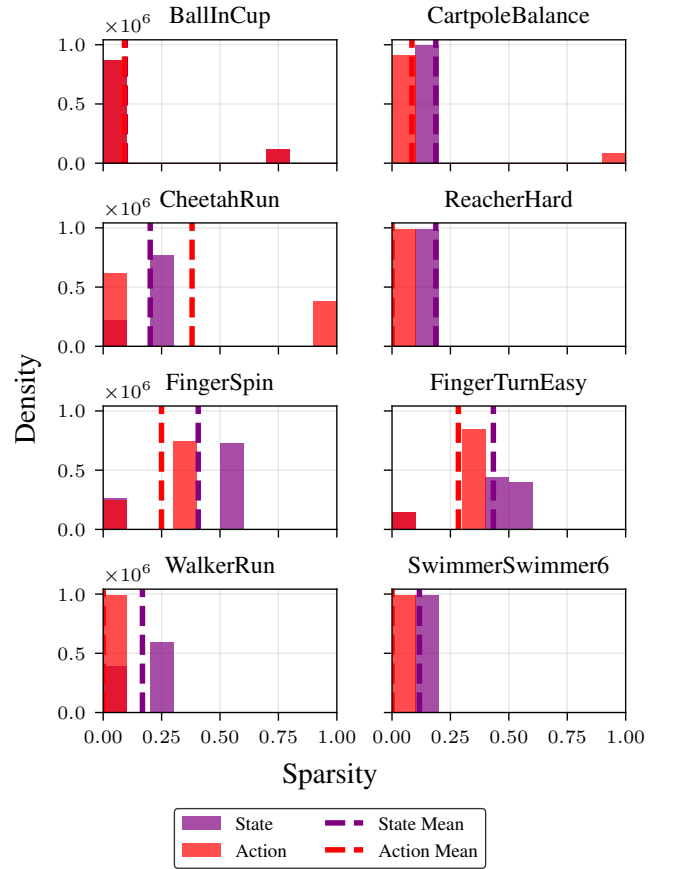 BallInCup CartpoleBalance
1.0
0.5
0.0
×10⁶
CheetahRun ReacherHard
1.0
0.5
0.0
×10⁶
FingerSpin FingerTurnEasy
1.0
0.5
0.0
×10⁶
WalkerRun SwimmerSwimmer6
1.0
0.5
0.0
0.00 0.25 0.75 1.00 0.00 0.25 0.50 0.75 1.00
Density
Sparsity
State State Mean
Action Action Mean